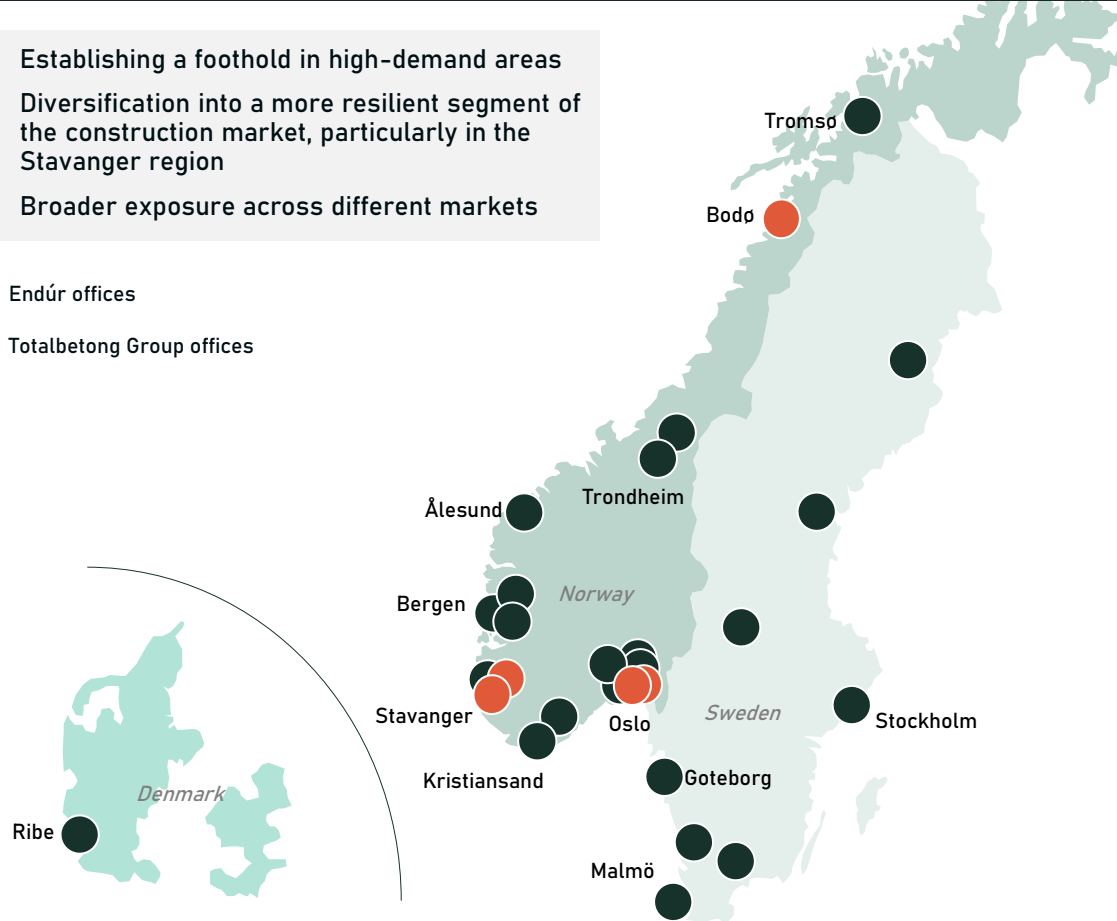 Establishing a foothold in high-demand areas
Diversification into a more resilient segment of
the construction market, particularly in the
Stavanger region
Broader exposure across different markets
Endúr offices
Totalbetong Group offices
Tromsø
Bodø
Trondheim
Ålesund
Norway
Bergen
Stavanger
Oslo
Sweden
Stockholm
Kristiansand
Goteborg
Denmark
Ribe
Malmö